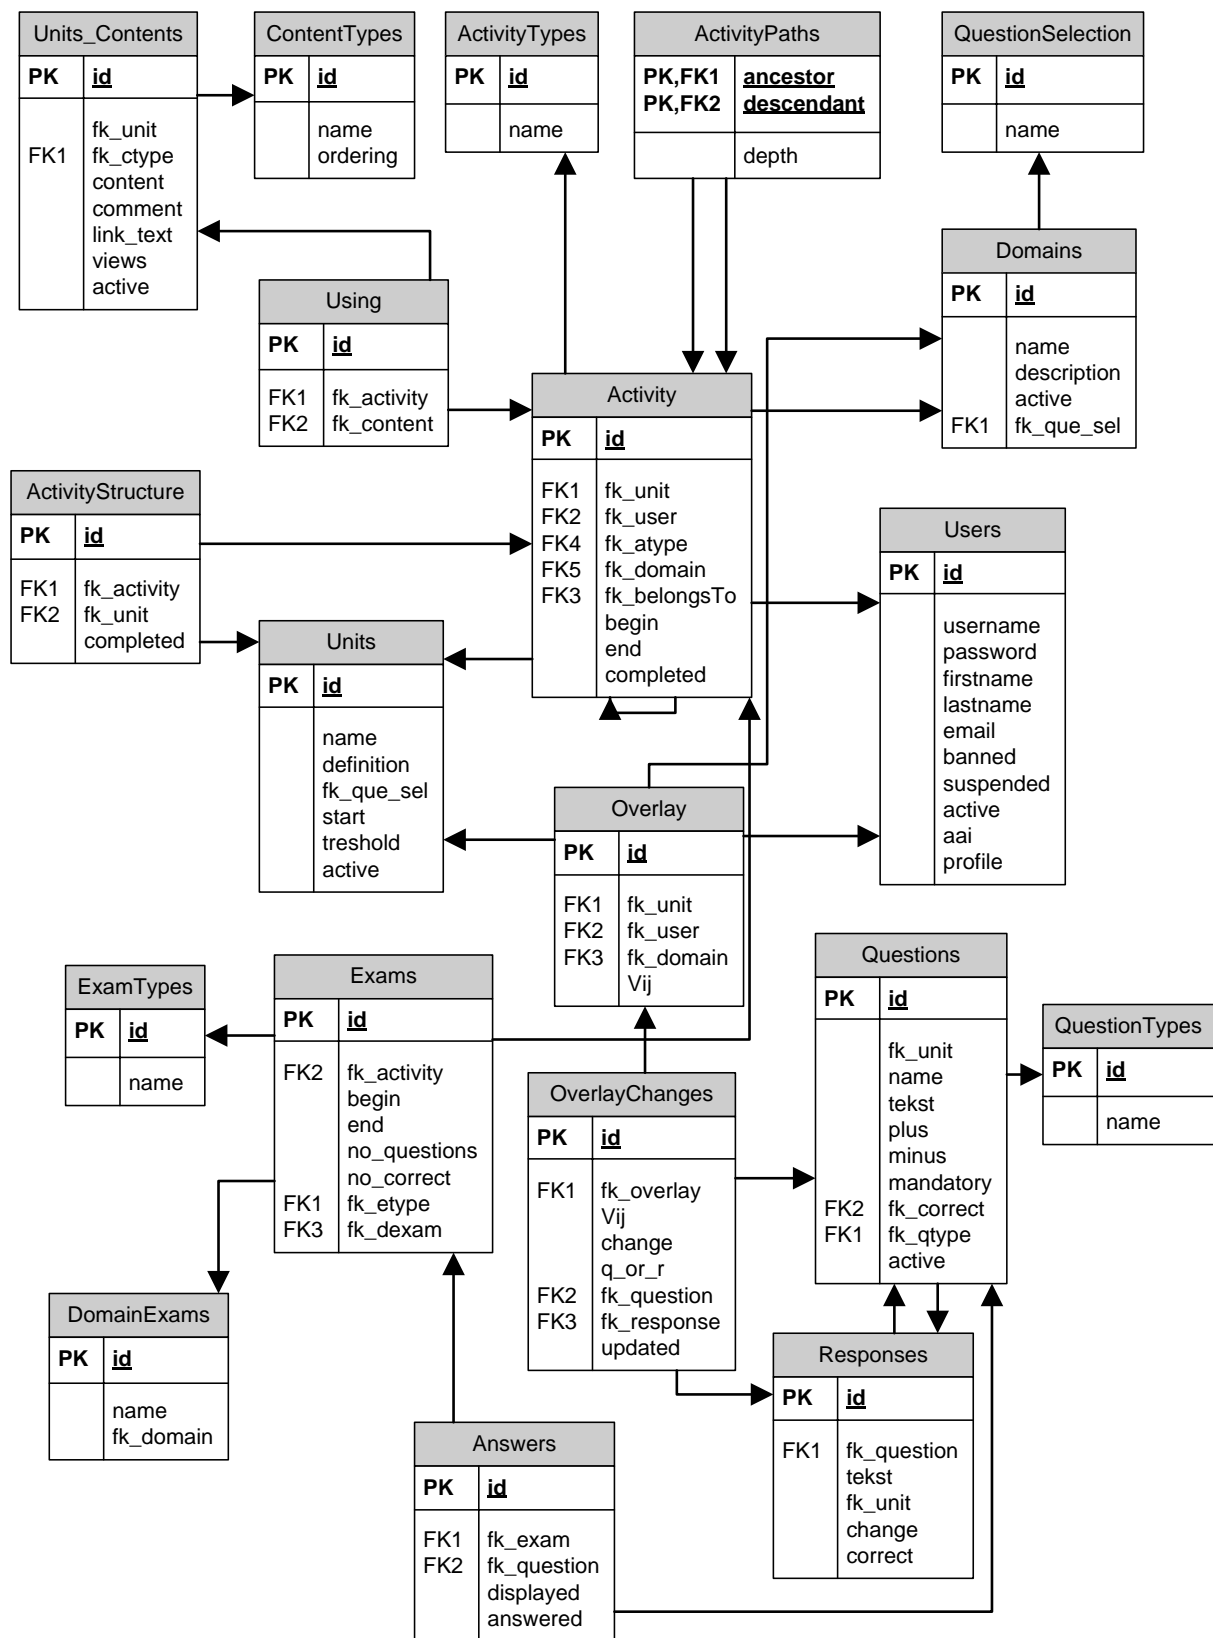 Units_Contents
PK id
fk_unit
FK1 fk_ctype
content
comment
link_text
views
active
ContentTypes
PK id
name
ordering
ActivityTypes
PK id
name
ActivityPaths
PK,FK1 ancestor
PK,FK2 descendant
depth
QuestionSelection
PK id
name
Using
PK id
FK1 fk_activity
FK2 fk_content
Domains
PK id
name
description
active
FK1 fk_que_sel
Activity
PK id
FK1 fk_unit
FK2 fk_user
FK4 fk_atype
FK5 fk_domain
FK3 fk_belongsTo
begin
end
completed
ActivityStructure
PK id
FK1 fk_activity
FK2 fk_unit
completed
Users
PK id
username
password
firstname
lastname
email
banned
suspended
active
aai
profile
Units
PK id
name
definition
fk_que_sel
start
treshold
active
Overlay
PK id
FK1 fk_unit
FK2 fk_user
FK3 fk_domain
Vij
ExamTypes
PK id
name
Exams
PK id
FK2 fk_activity
begin
end
no_questions
no_correct
FK1 fk_etype
FK3 fk_dexam
Questions
PK id
fk_unit
name
tekst
plus
minus
mandatory
FK2 fk_correct
FK1 fk_qtype
active
QuestionTypes
PK id
name
OverlayChanges
PK id
FK1 fk_overlay
Vij
change
q_or_r
FK2 fk_question
FK3 fk_response
updated
DomainExams
PK id
name
fk_domain
Responses
PK id
FK1 fk_question
tekst
fk_unit
change
correct
Answers
PK id
FK1 fk_exam
FK2 fk_question
displayed
answered